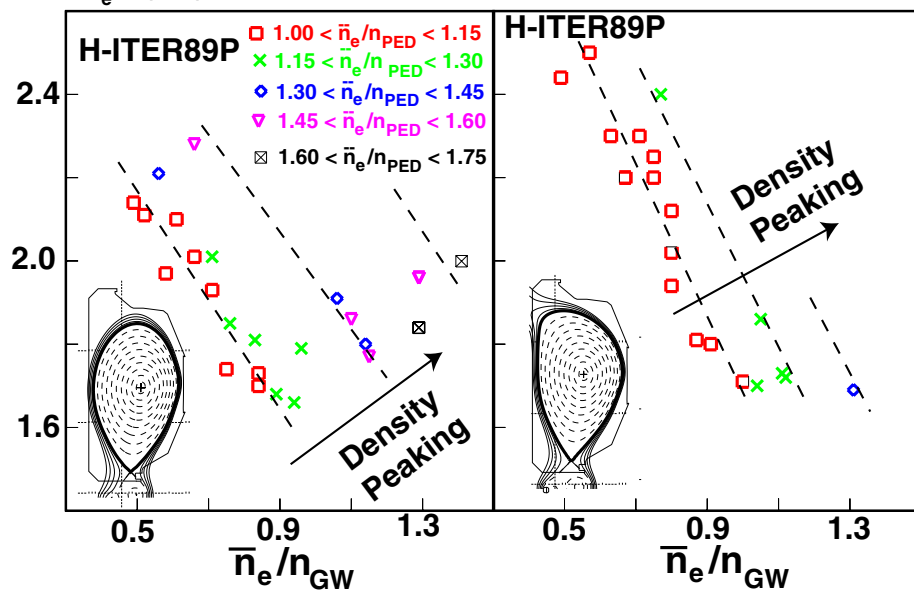 H-ITER89P
1.00 < n̄e/nPED < 1.15
1.15 < n̄e/nPED < 1.30
1.30 < n̄e/nPED < 1.45
1.45 < n̄e/nPED < 1.60
1.60 < n̄e/nPED < 1.75
H-ITER89P
2.4
2.0
1.6
Density
Peaking
Density
Peaking
0.5 0.9 1.3
0.5 0.9 1.3
n̄e/nGW
n̄e/nGW